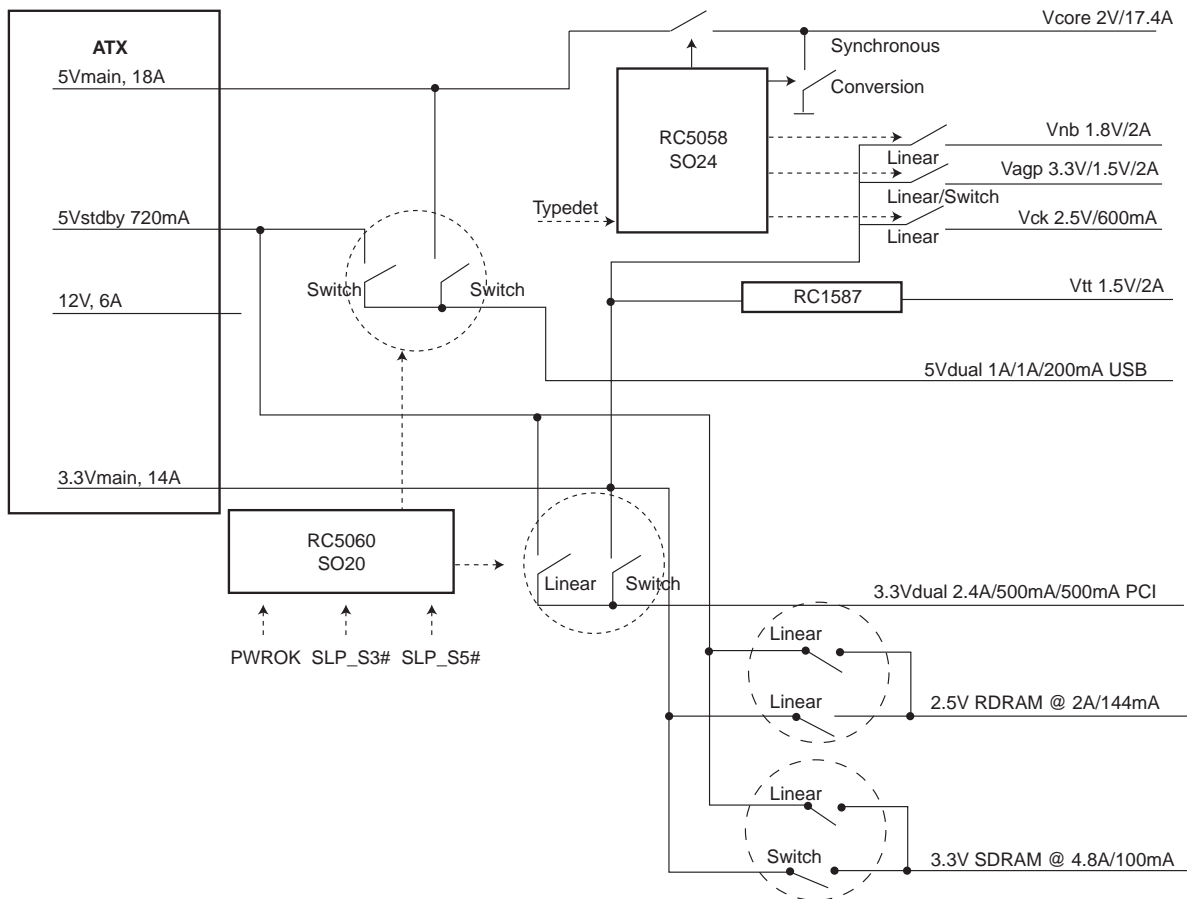 Vcore 2V/17.4A
ATX
Synchronous
5Vmain, 18A
Conversion
RC5058
SO24
Vnb 1.8V/2A
Linear
Vagp 3.3V/1.5V/2A
Linear/Switch
Typedet
5Vstdby 720mA
Vck 2.5V/600mA
Linear
Switch
Switch
12V, 6A
RC1587
Vtt 1.5V/2A
5Vdual 1A/1A/200mA USB
3.3Vmain, 14A
RC5060
SO20
Linear
Switch
3.3Vdual 2.4A/500mA/500mA PCI
PWROK SLP_S3# SLP_S5#
Linear
Linear
2.5V RDRAM @ 2A/144mA
Linear
Switch
3.3V SDRAM @ 4.8A/100mA